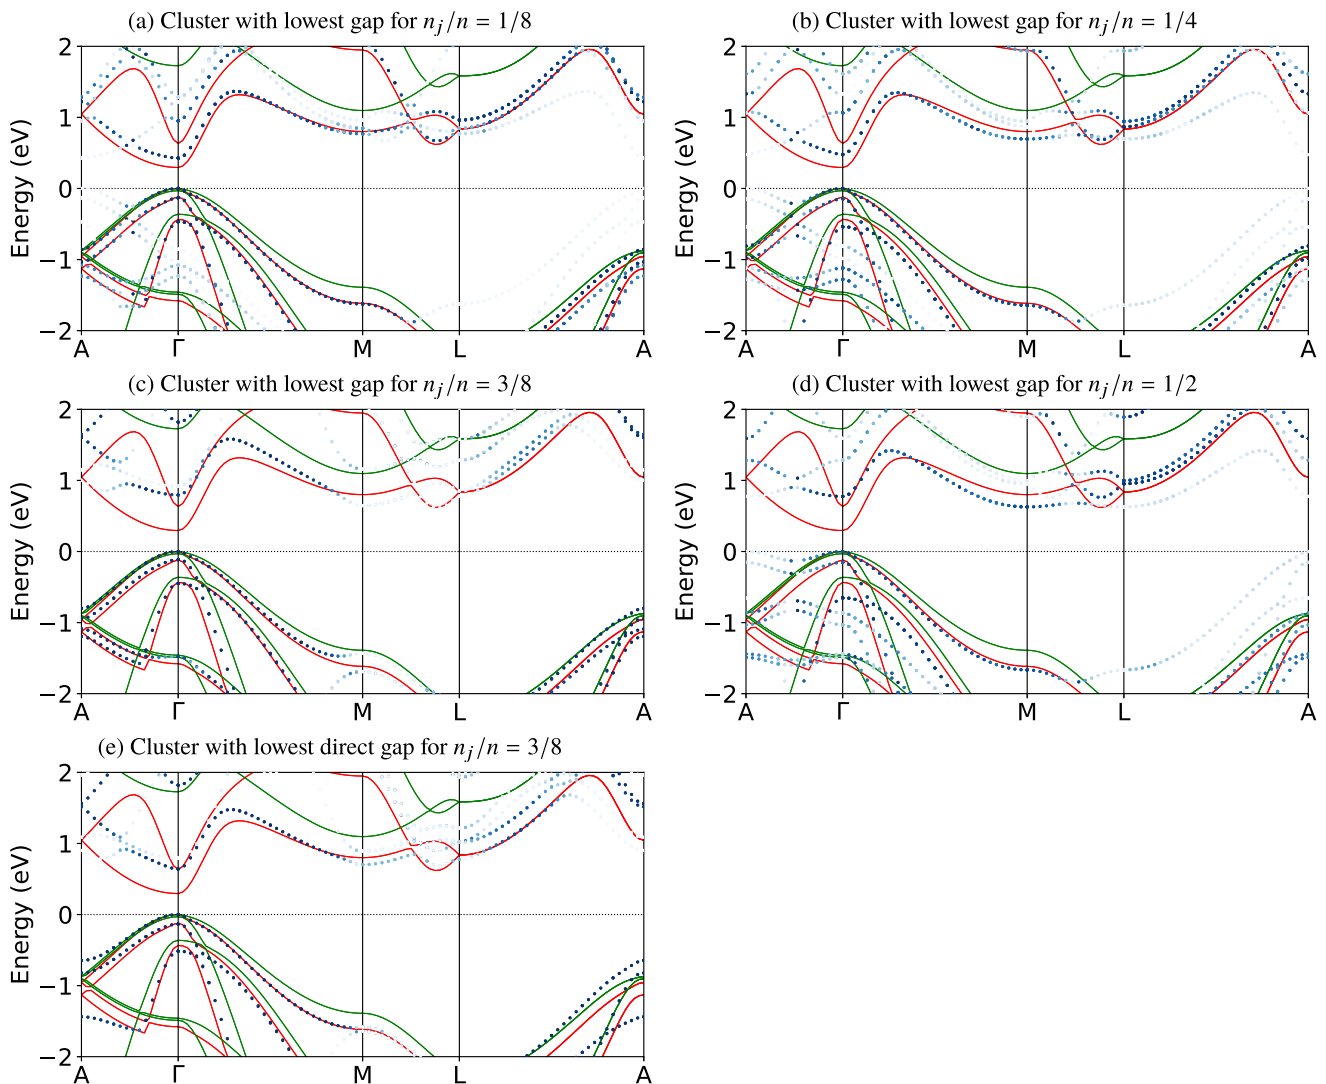 (a) Cluster with lowest gap for n_j/n = 1/8
(b) Cluster with lowest gap for n_j/n = 1/4
Energy (eV)
2
1
0
−1
−2
A Γ M L A
Energy (eV)
2
1
0
−1
−2
A Γ M L A
(c) Cluster with lowest gap for n_j/n = 3/8
(d) Cluster with lowest gap for n_j/n = 1/2
Energy (eV)
2
1
0
−1
−2
A Γ M L A
Energy (eV)
2
1
0
−1
−2
A Γ M L A
(e) Cluster with lowest direct gap for n_j/n = 3/8
Energy (eV)
2
1
0
−1
−2
A Γ M L A